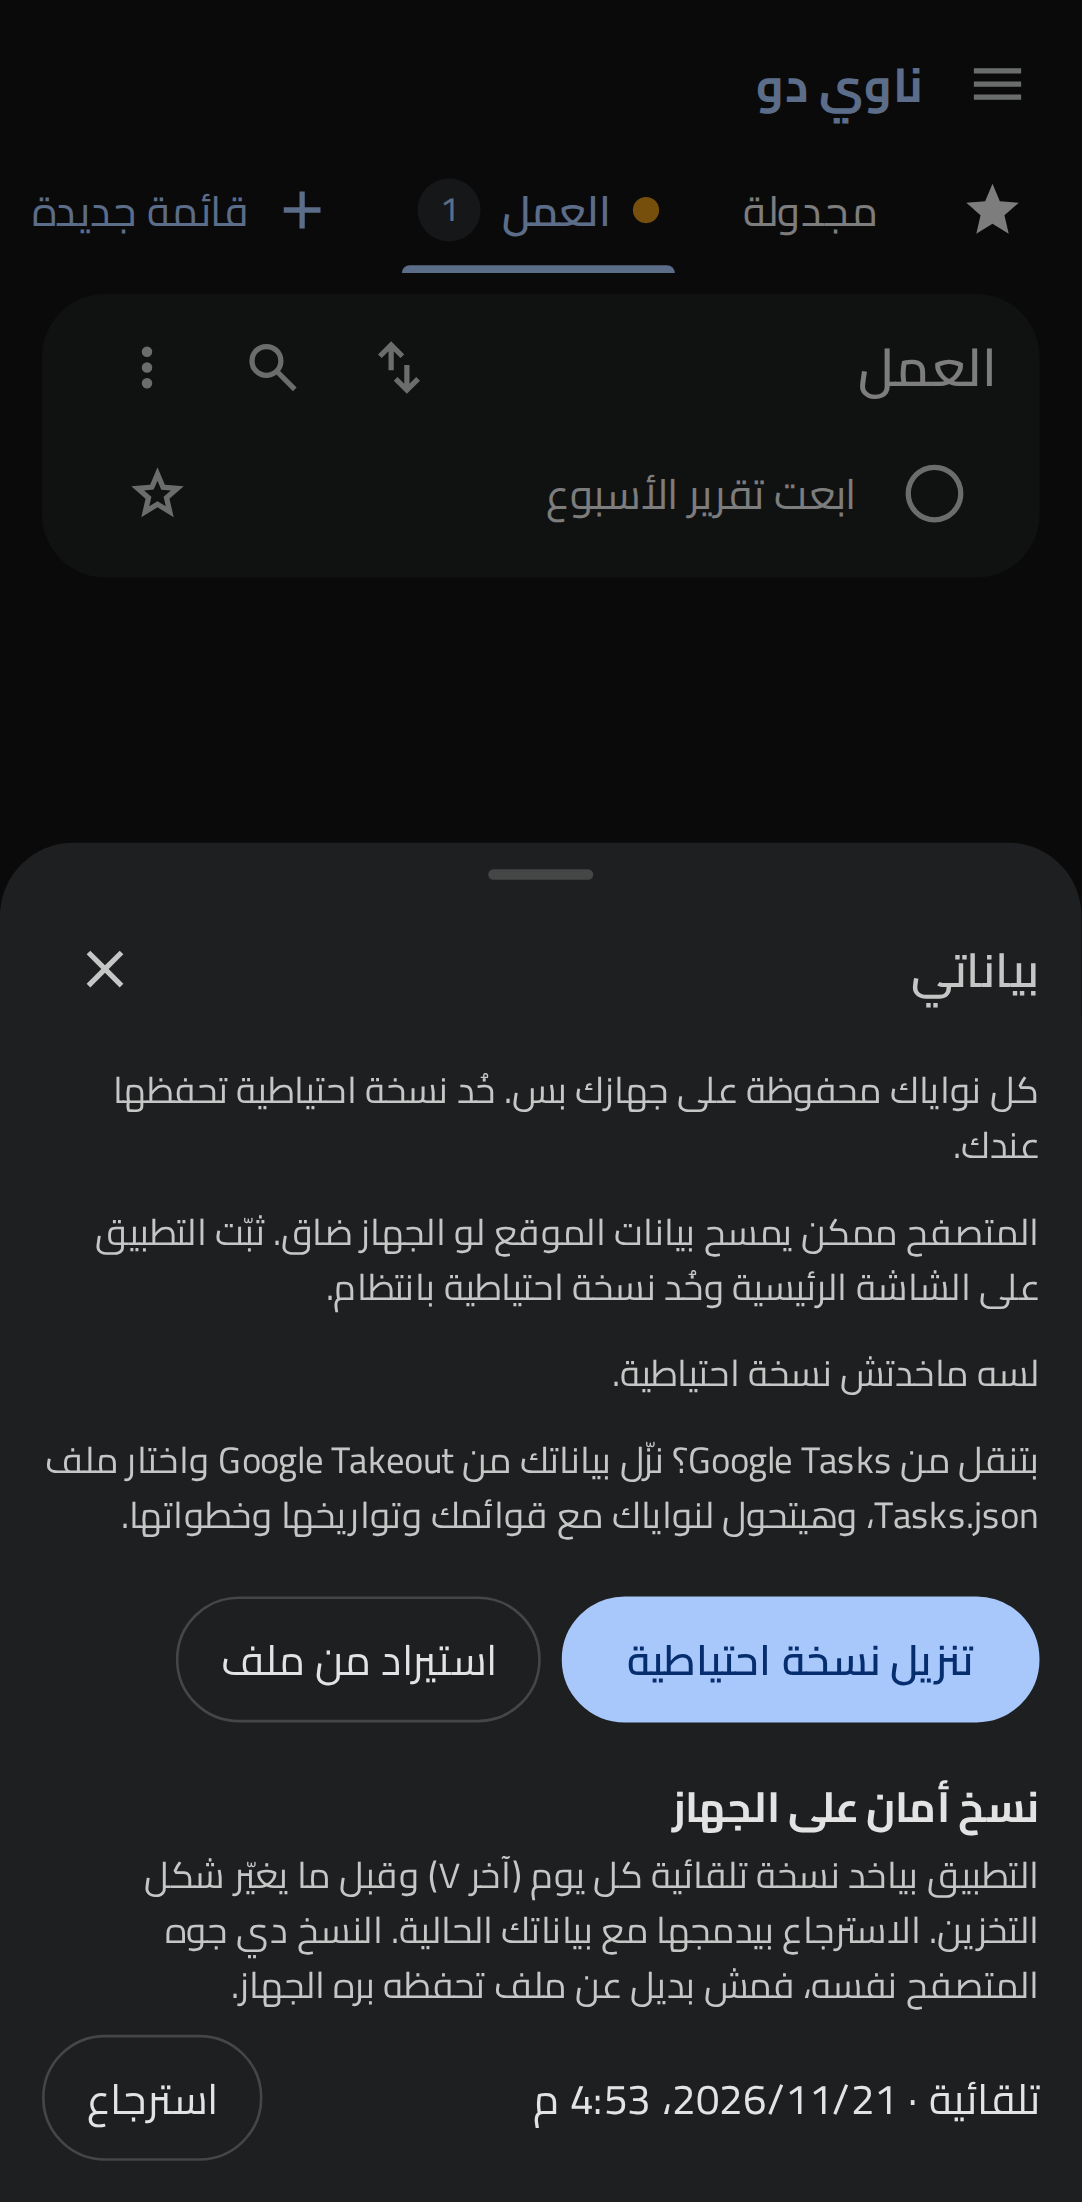 ناوي دو
مجدولة
العمل 1
قائمة جديدة
العمل
ابعت تقرير الأسبوع
بياناتي
كل نواياك محفوظة على جهازك بس. خُد نسخة احتياطية تحفظها
عندك.
المتصفح ممكن يمسح بيانات الموقع لو الجهاز ضاق. ثبّت التطبيق
على الشاشة الرئيسية وخُد نسخة احتياطية بانتظام.
لسه ماخدتش نسخة احتياطية.
بتنقل من Google Tasks؟ نزّل بياناتك من Google Takeout واختار ملف
Tasks.json، وهيتحول لنواياك مع قوائمك وتواريخها وخطواتها.
تنزيل نسخة احتياطية
استيراد من ملف
نسخ أمان على الجهاز
التطبيق بياخد نسخة تلقائية كل يوم (آخر ٧) وقبل ما يغيّر شكل
التخزين. الاسترجاع بيدمجها مع بياناتك الحالية. النسخ دي جوه
المتصفح نفسه، فمش بديل عن ملف تحفظه بره الجهاز.
تلقائية · 2026/11/21، 4:53 م
استرجاع